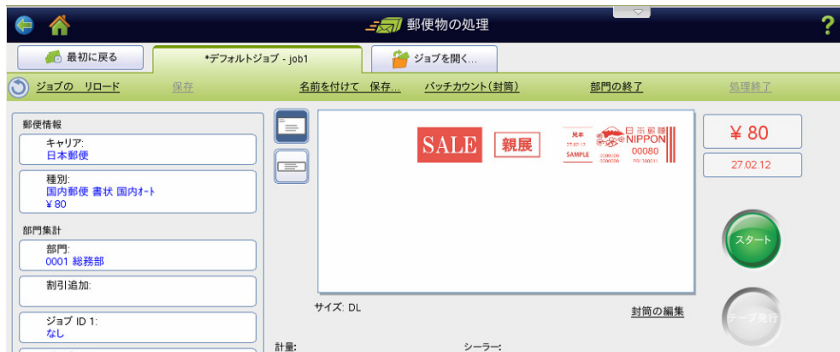 郵便物の処理
?
最初に戻る
*デフォルトジョブ - job1
ジョブを開く...
ジョブの リロード
保存
名前を付けて 保存...
バッチカウント(封筒)
部門の終了
処理終了
郵便情報
キャリア:
日本郵便
種別:
国内郵便 書状 国内ｵｰﾄ
¥ 80
部門集計
部門:
0001 総務部
割引追加:
ジョブ ID 1:
なし
SALE
親展
見本
27.02.12
SAMPLE
日本郵便
NIPPON
00080
サイズ: DL
封筒の編集
計量:
シーラー:
¥ 80
27.02.12
スタート
テープ発行